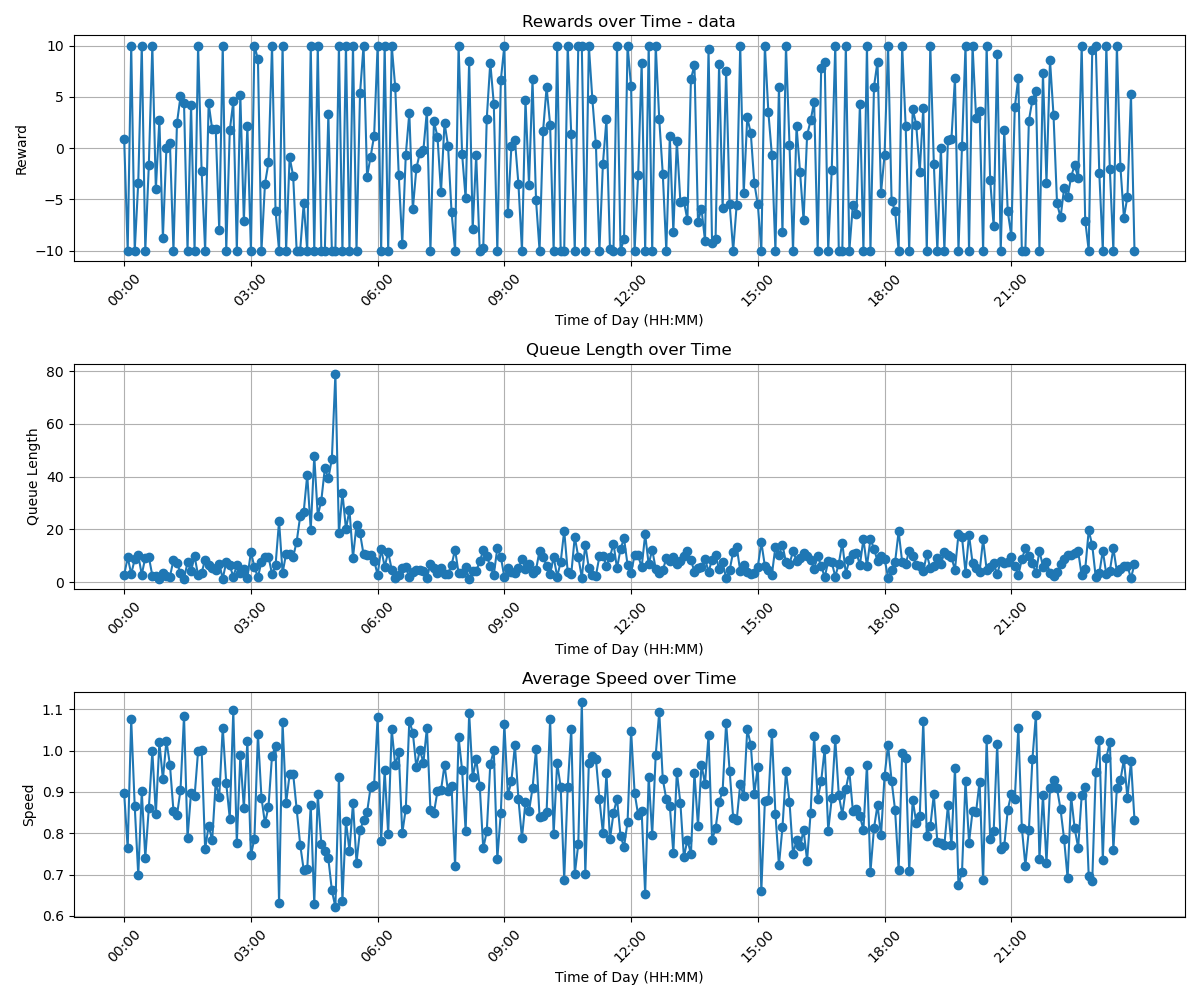 Rewards over Time - data
Reward
10
5
0
−5
−10
00:00 03:00 06:00 09:00 12:00 15:00 18:00 21:00
Time of Day (HH:MM)
Queue Length over Time
Queue Length
80
60
40
20
0
00:00 03:00 06:00 09:00 12:00 15:00 18:00 21:00
Time of Day (HH:MM)
Average Speed over Time
Speed
1.1
1.0
0.9
0.8
0.7
0.6
00:00 03:00 06:00 09:00 12:00 15:00 18:00 21:00
Time of Day (HH:MM)